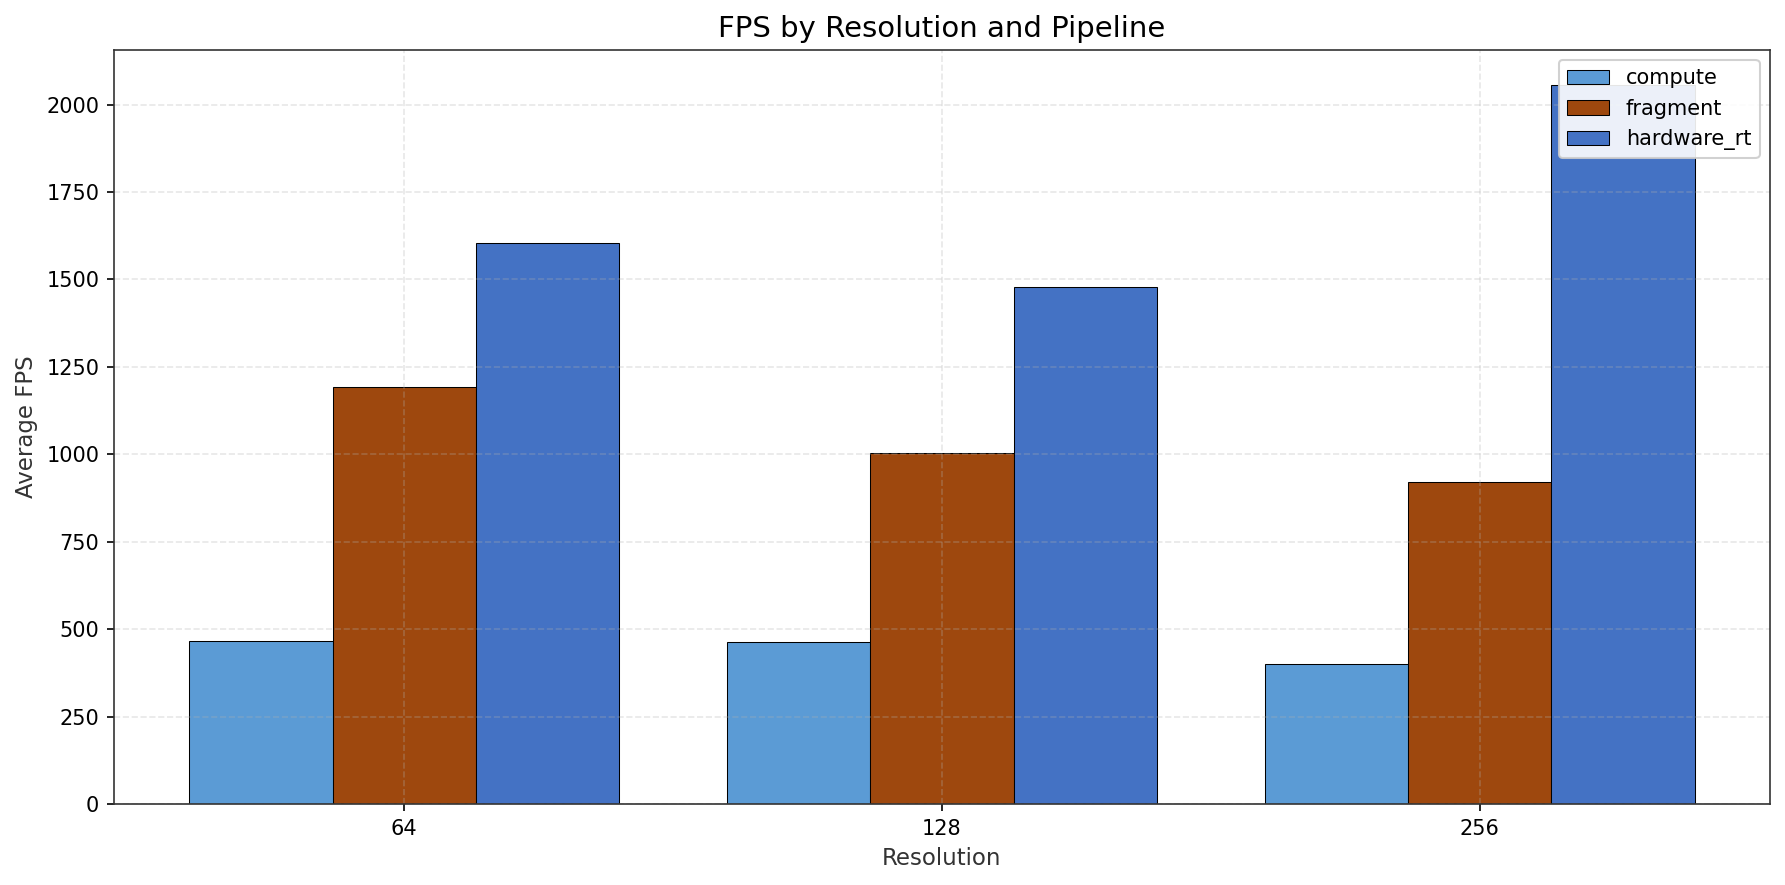 FPS by Resolution and Pipeline
compute
fragment
hardware_rt
Average FPS
2000
1750
1500
1250
1000
750
500
250
0
64
128
256
Resolution